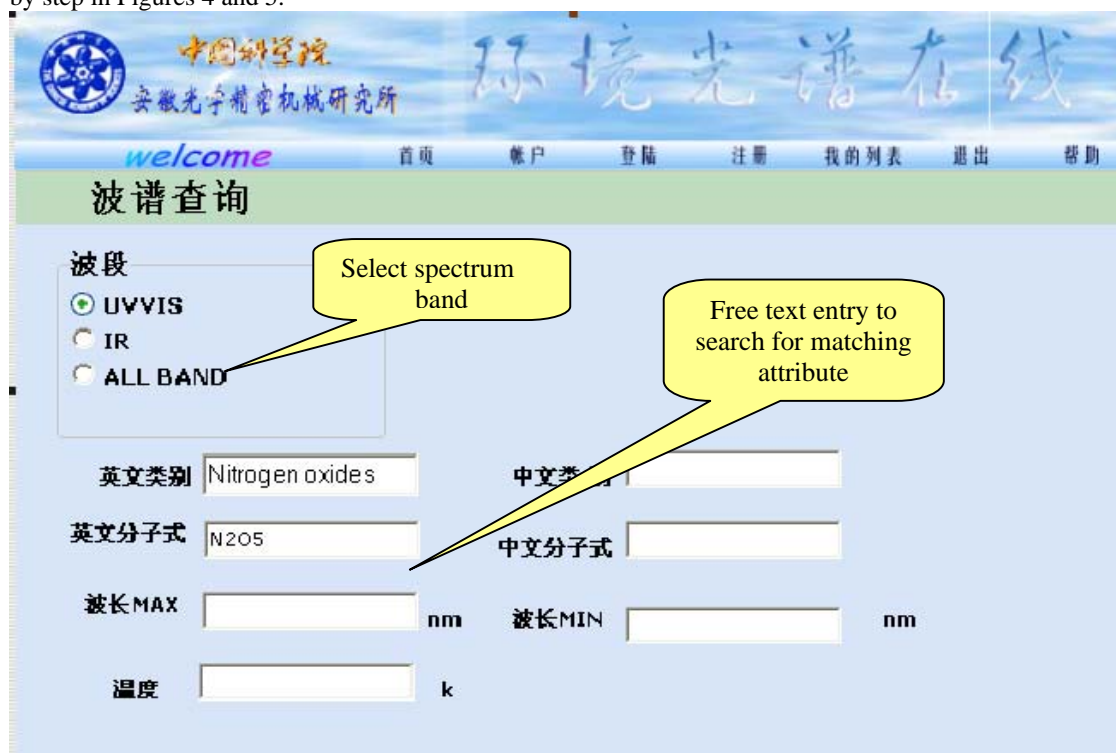 by step in Figures 4 and 5.
中国科学院
安徽光学精密机械研究所
环境光谱在线
welcome 首页 帐户 登陆 注册 我的列表 退出 帮助
波谱查询
波段
UVVIS
IR
ALL BAND
Select spectrum
band
Free text entry to
search for matching
attribute
英文类别 Nitrogen oxides 中文类
英文分子式 N2O5 中文分子式
波长MAX nm 波长MIN nm
温度 k